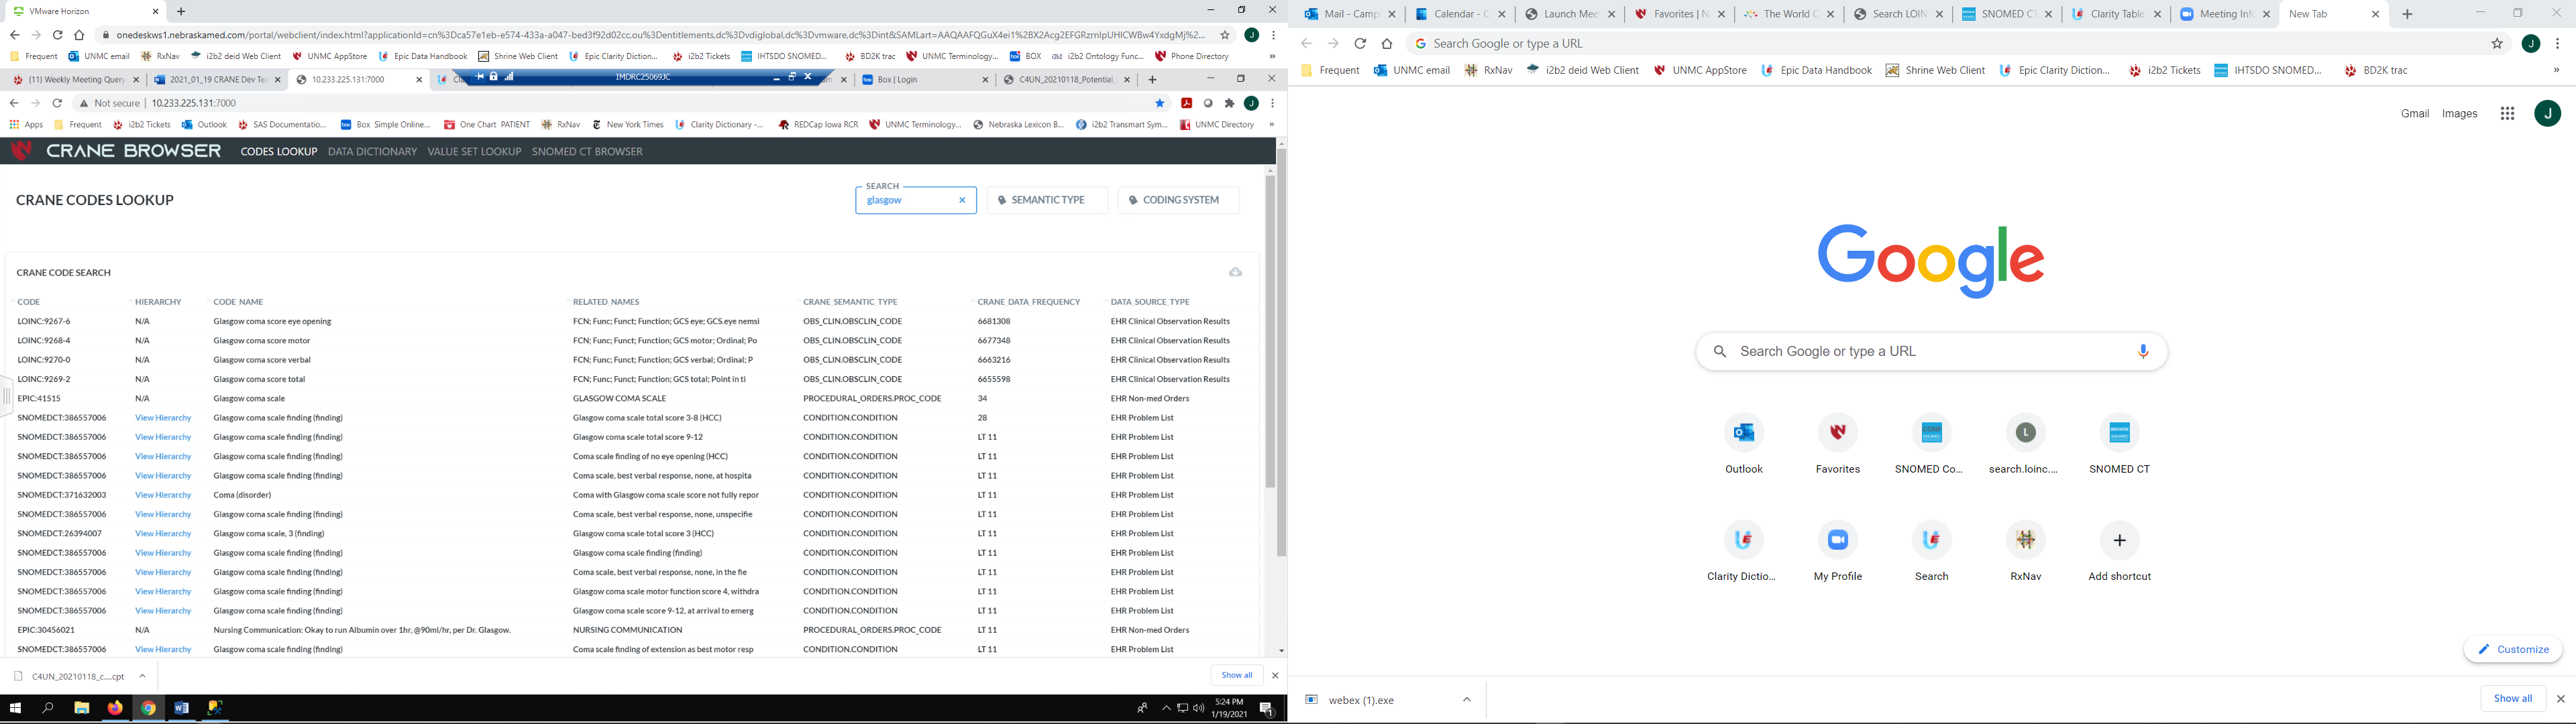 VMware Horizon
onedeskws1.nebraskamed.com/portal/webclient/index.html?applicationId=cn%3Dca57e1eb-e574-433a-a047-bed3f92d02cc,ou%3Dentitlements,dc%3Dvdiglobal,dc%3Dvmware,dc%3Dint&SAMLart=
Frequent UNMC email RxNav i2b2 deid Web Client UNMC AppStore Epic Data Handbook Shrine Web Client Epic Clarity Diction... i2b2 Tickets IHTSDO SNOMED... BD2K trac UNMC Terminology... BOX i2b2 Ontology Func... Phone Directory
(11) Weekly Meeting Query 2021_01_19 CRANE Dev Tea 10.233.225.131:7000 IMDRC25069JC Box | Login C4UN_20210118_Potential_
Not secure | 10.233.225.131:7000
Apps Frequent i2b2 Tickets Outlook SAS Documentatio... Box Simple Online... One Chart PATIENT RxNav New York Times Clarity Dictionary -... REDCap Iowa RCR UNMC Terminology... Nebraska Lexicon B... i2b2 Transmart Sym... UNMC Directory »
CRANE BROWSER CODES LOOKUP DATA DICTIONARY VALUE SET LOOKUP SNOMED CT BROWSER
CRANE CODES LOOKUP
SEARCH
glasgow
SEMANTIC TYPE
CODING SYSTEM
CRANE CODE SEARCH
CODE HIERARCHY CODE_NAME RELATED_NAMES CRANE_SEMANTIC_TYPE CRANE_DATA_FREQUENCY DATA_SOURCE_TYPE
LOINC:9267-6 N/A Glasgow coma score eye opening FCN; Func; Funct; Function; GCS eye; GCS.eye nemsi OBS_CLIN.OBSCLIN_CODE 6681308 EHR Clinical Observation Results
LOINC:9268-4 N/A Glasgow coma score motor FCN; Func; Funct; Function; GCS motor; Ordinal; Po OBS_CLIN.OBSCLIN_CODE 6677348 EHR Clinical Observation Results
LOINC:9270-0 N/A Glasgow coma score verbal FCN; Func; Funct; Function; GCS verbal; Ordinal; P OBS_CLIN.OBSCLIN_CODE 6663216 EHR Clinical Observation Results
LOINC:9269-2 N/A Glasgow coma score total FCN; Func; Funct; Function; GCS total; Point in ti OBS_CLIN.OBSCLIN_CODE 6655598 EHR Clinical Observation Results
EPIC:41515 N/A Glasgow coma scale GLASGOW COMA SCALE PROCEDURAL_ORDERS.PROC_CODE 34 EHR Non-med Orders
SNOMEDCT:386557006 View Hierarchy Glasgow coma scale finding (finding) Glasgow coma scale total score 3-8 (HCC) CONDITION.CONDITION 28 EHR Problem List
SNOMEDCT:386557006 View Hierarchy Glasgow coma scale finding (finding) Glasgow coma scale total score 9-12 CONDITION.CONDITION LT 11 EHR Problem List
SNOMEDCT:386557006 View Hierarchy Glasgow coma scale finding (finding) Coma scale finding of no eye opening (HCC) CONDITION.CONDITION LT 11 EHR Problem List
SNOMEDCT:386557006 View Hierarchy Glasgow coma scale finding (finding) Coma scale, best verbal response, none, at hospita CONDITION.CONDITION LT 11 EHR Problem List
SNOMEDCT:371632003 View Hierarchy Coma (disorder) Coma with Glasgow coma scale score not fully repor CONDITION.CONDITION LT 11 EHR Problem List
SNOMEDCT:386557006 View Hierarchy Glasgow coma scale finding (finding) Coma scale, best verbal response, none, unspecifie CONDITION.CONDITION LT 11 EHR Problem List
SNOMEDCT:26394007 View Hierarchy Glasgow coma scale, 3 (finding) Glasgow coma scale total score 3 (HCC) CONDITION.CONDITION LT 11 EHR Problem List
SNOMEDCT:386557006 View Hierarchy Glasgow coma scale finding (finding) Glasgow coma scale finding (finding) CONDITION.CONDITION LT 11 EHR Problem List
SNOMEDCT:386557006 View Hierarchy Glasgow coma scale finding (finding) Coma scale, best verbal response, none, in the fie CONDITION.CONDITION LT 11 EHR Problem List
SNOMEDCT:386557006 View Hierarchy Glasgow coma scale finding (finding) Glasgow coma scale motor function score 4, withdra CONDITION.CONDITION LT 11 EHR Problem List
SNOMEDCT:386557006 View Hierarchy Glasgow coma scale finding (finding) Glasgow coma scale score 9-12, at arrival to emerg CONDITION.CONDITION LT 11 EHR Problem List
EPIC:30456021 N/A Nursing Communication: Okay to run Albumin over 1hr, @90ml/hr, per Dr. Glasgow. NURSING COMMUNICATION PROCEDURAL_ORDERS.PROC_CODE LT 11 EHR Non-med Orders
SNOMEDCT:386557006 View Hierarchy Glasgow coma scale finding (finding) Coma scale finding of extension as best motor resp CONDITION.CONDITION LT 11 EHR Problem List
C4UN_20210118_c....cpt
Show all
5:24 PM
1/19/2021
Mail - Camp Calendar - C Launch Mee Favorites | N The World C Search LOIN SNOMED CT Clarity Table Meeting Inf New Tab
Search Google or type a URL
J
Frequent UNMC email RxNav i2b2 deid Web Client UNMC AppStore Epic Data Handbook Shrine Web Client Epic Clarity Diction... i2b2 Tickets IHTSDO SNOMED... BD2K trac »
Gmail Images J
Google
Search Google or type a URL
Outlook Favorites SNOMED Co... search.loinc.... SNOMED CT
Clarity Dictio... My Profile Search RxNav Add shortcut
Customize
webex (1).exe
Show all